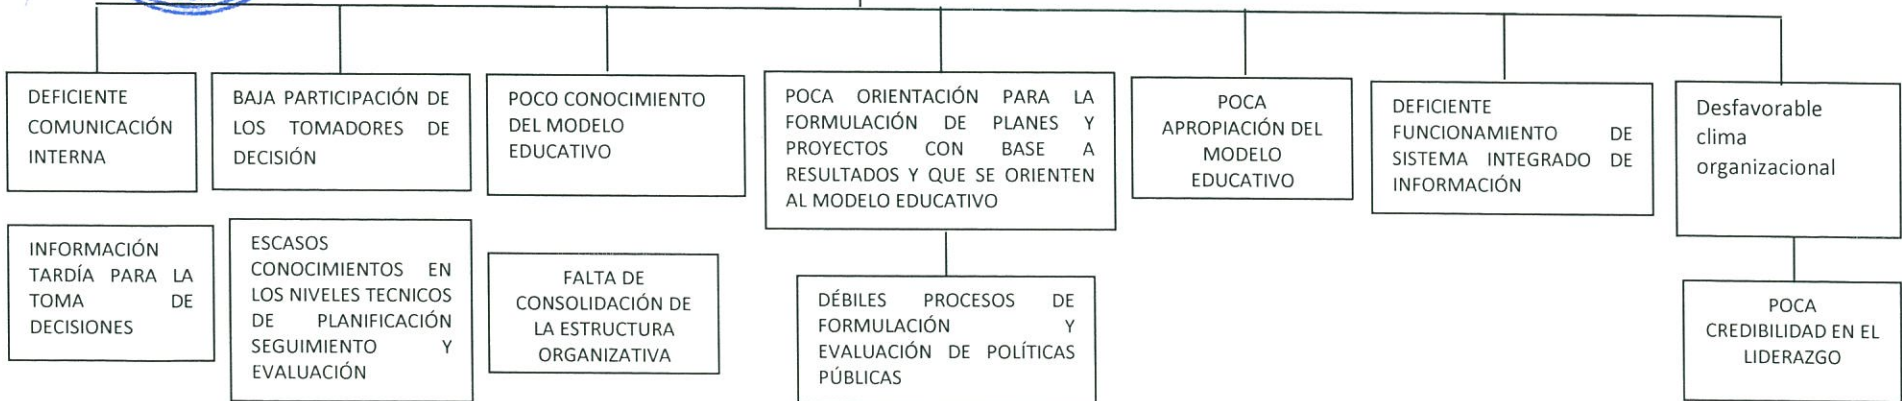 DEFICIENTE
COMUNICACIÓN
INTERNA
BAJA PARTICIPACIÓN DE
LOS TOMADORES DE
DECISIÓN
POCO CONOCIMIENTO
DEL MODELO
EDUCATIVO
POCA ORIENTACIÓN PARA LA
FORMULACIÓN DE PLANES Y
PROYECTOS CON BASE A
RESULTADOS Y QUE SE ORIENTEN
AL MODELO EDUCATIVO
POCA
APROPIACIÓN DEL
MODELO
EDUCATIVO
DEFICIENTE
FUNCIONAMIENTO DE
SISTEMA INTEGRADO DE
INFORMACIÓN
Desfavorable
clima
organizacional
INFORMACIÓN
TARDÍA PARA LA
TOMA DE
DECISIONES
ESCASOS
CONOCIMIENTOS EN
LOS NIVELES TECNICOS
DE PLANIFICACIÓN
SEGUIMIENTO Y
EVALUACIÓN
FALTA DE
CONSOLIDACIÓN DE
LA ESTRUCTURA
ORGANIZATIVA
DÉBILES PROCESOS DE
FORMULACIÓN Y
EVALUACIÓN DE POLÍTICAS
PÚBLICAS
POCA
CREDIBILIDAD EN EL
LIDERAZGO